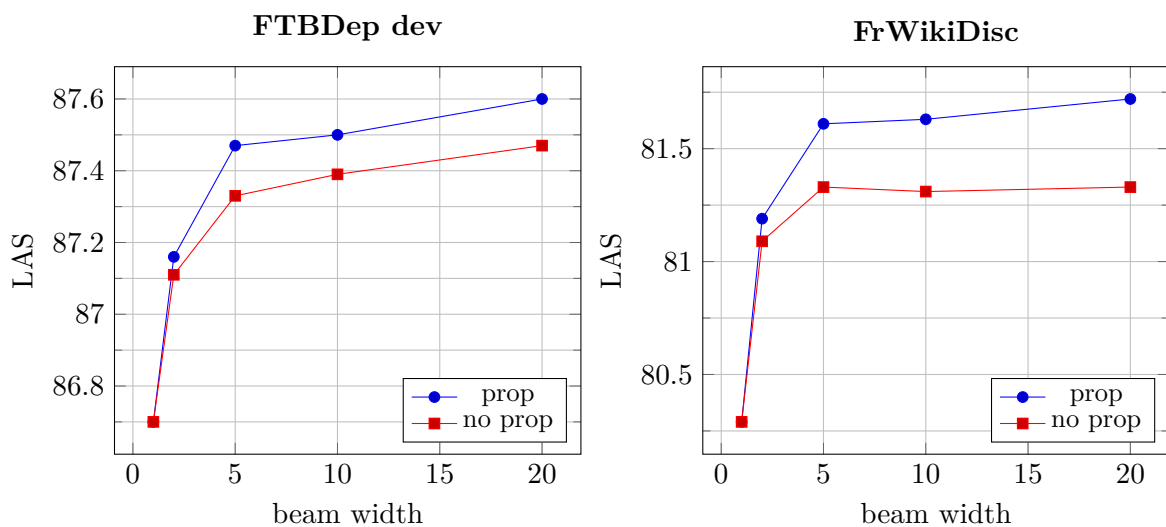 FTBDep dev
87.6
87.4
87.2
87
86.8
LAS
0
5
10
15
20
beam width
prop
no prop
FrWikiDisc
81.5
81
80.5
LAS
0
5
10
15
20
beam width
prop
no prop